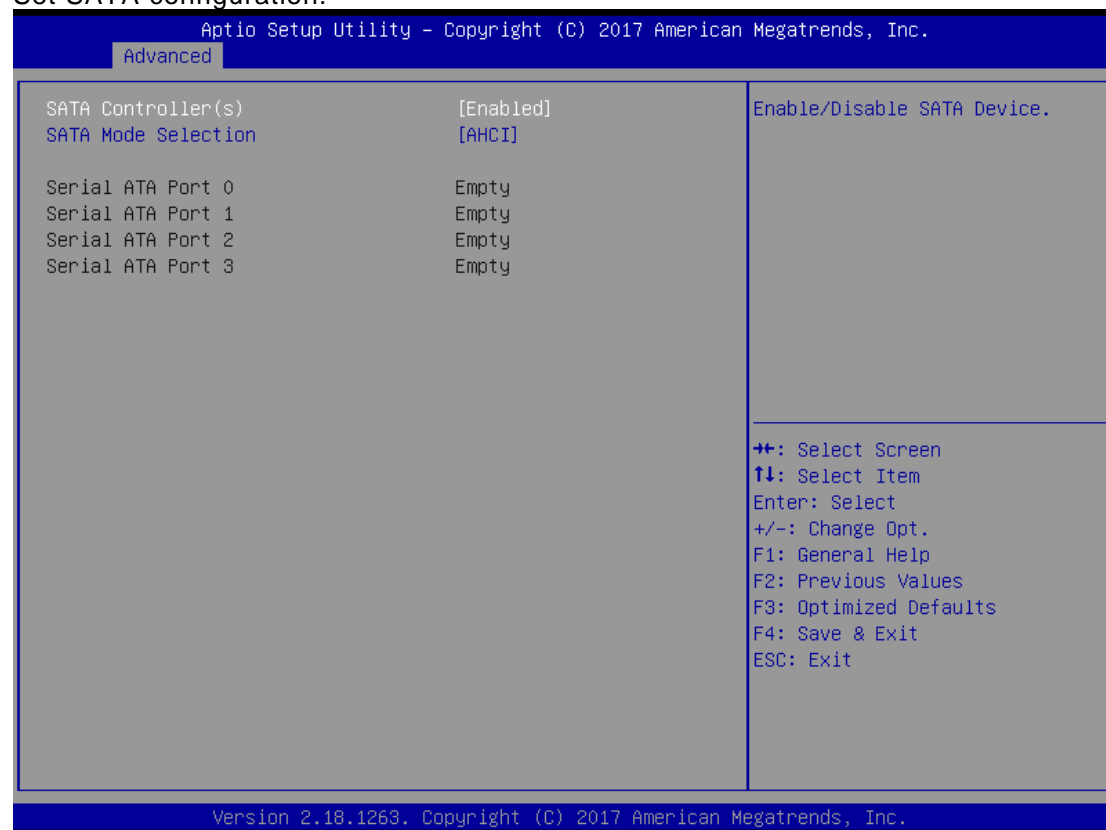 Set SATA configuration.
Aptio Setup Utility – Copyright (C) 2017 American Megatrends, Inc.
Advanced
SATA Controller(s) [Enabled]
SATA Mode Selection [AHCI]
Serial ATA Port 0 Empty
Serial ATA Port 1 Empty
Serial ATA Port 2 Empty
Serial ATA Port 3 Empty
Enable/Disable SATA Device.
→←: Select Screen
↑↓: Select Item
Enter: Select
+/-: Change Opt.
F1: General Help
F2: Previous Values
F3: Optimized Defaults
F4: Save & Exit
ESC: Exit
Version 2.18.1263. Copyright (C) 2017 American Megatrends, Inc.